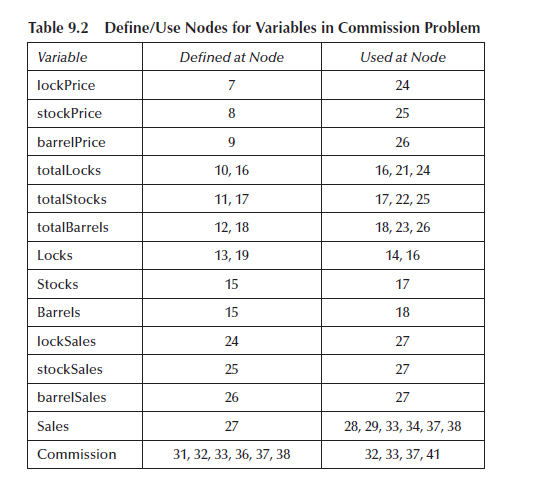 Table 9.2 Define/Use Nodes for Variables in Commission Problem
Variable Defined at Node Used at Node
lockPrice 7 24
stockPrice 8 25
barrelPrice 9 26
totalLocks 10, 16 16, 21, 24
totalStocks 11, 17 17, 22, 25
totalBarrels 12, 18 18, 23, 26
Locks 13, 19 14, 16
Stocks 15 17
Barrels 15 18
lockSales 24 27
stockSales 25 27
barrelSales 26 27
Sales 27 28, 29, 33, 34, 37, 38
Commission 31, 32, 33, 36, 37, 38 32, 33, 37, 41